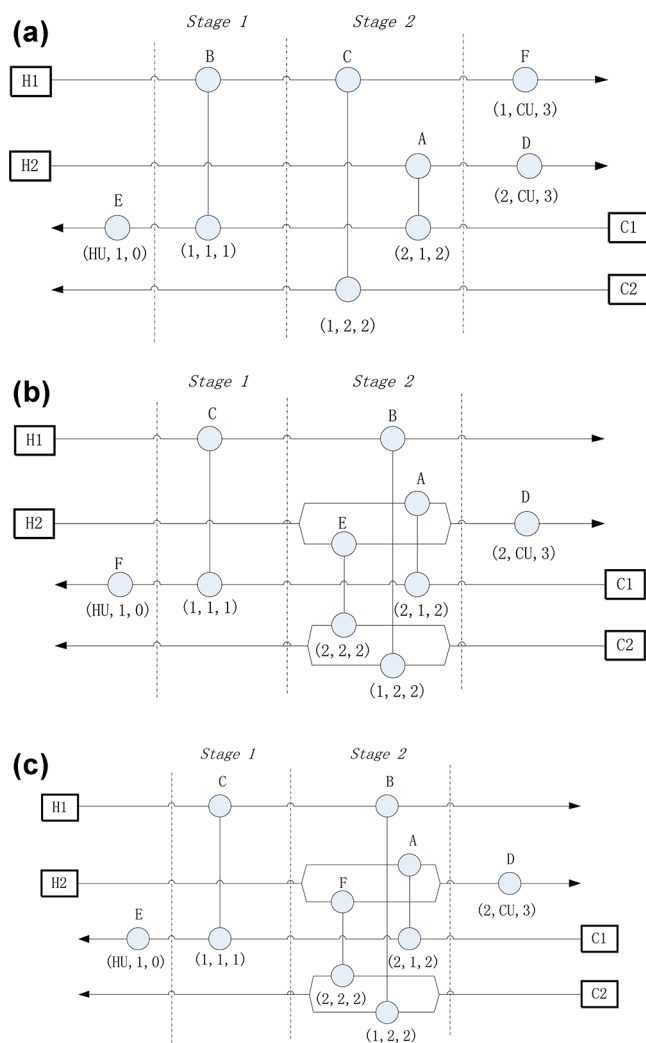 (a)
Stage 1
Stage 2
B
C
F
H1
(1,CU,3)
A
D
H2
(2,CU,3)
E
C1
(HU,1,0)
(1,1,1)
(2,1,2)
C2
(1,2,2)
(b)
Stage 1
Stage 2
C
B
H1
A
D
H2
E
(2,CU,3)
F
C1
(HU,1,0)
(1,1,1)
(2,1,2)
C2
(2,2,2)
(1,2,2)
(c)
Stage 1
Stage 2
C
B
H1
A
D
H2
F
(2,CU,3)
E
C1
(HU,1,0)
(1,1,1)
(2,1,2)
C2
(2,2,2)
(1,2,2)